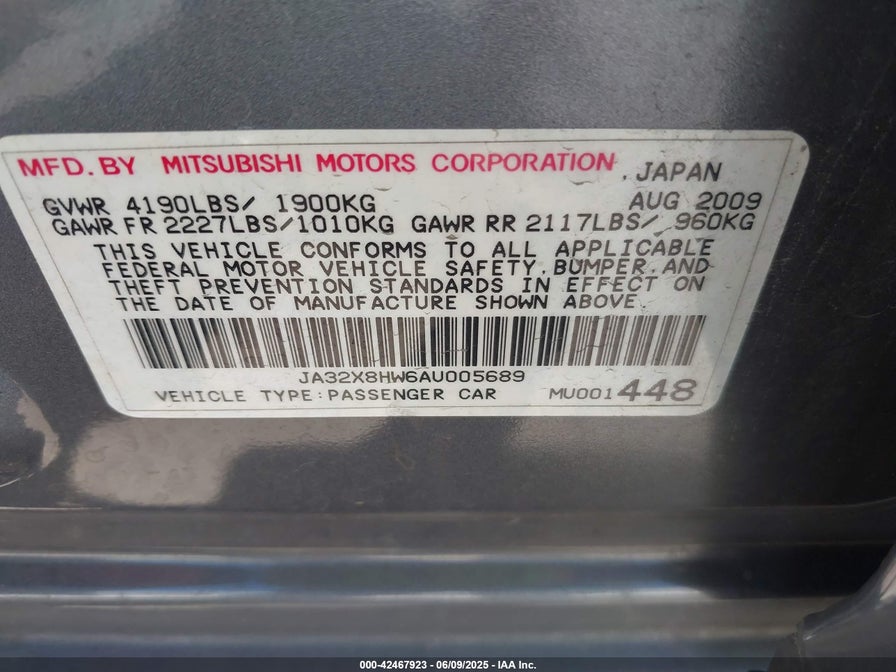 MFD. BY MITSUBISHI MOTORS CORPORATION, JAPAN
GVWR 4190LBS/ 1900KG AUG 2009
GAWR FR 2227LBS/1010KG GAWR RR 2117LBS/ 960KG
THIS VEHICLE CONFORMS TO ALL APPLICABLE
FEDERAL MOTOR VEHICLE SAFETY, BUMPER, AND
THEFT PREVENTION STANDARDS IN EFFECT ON
THE DATE OF MANUFACTURE SHOWN ABOVE.
JA32X8HW6AU005689
VEHICLE TYPE:PASSENGER CAR MU001448
000-42467923 | 06/09/2025 - IAA Inc.